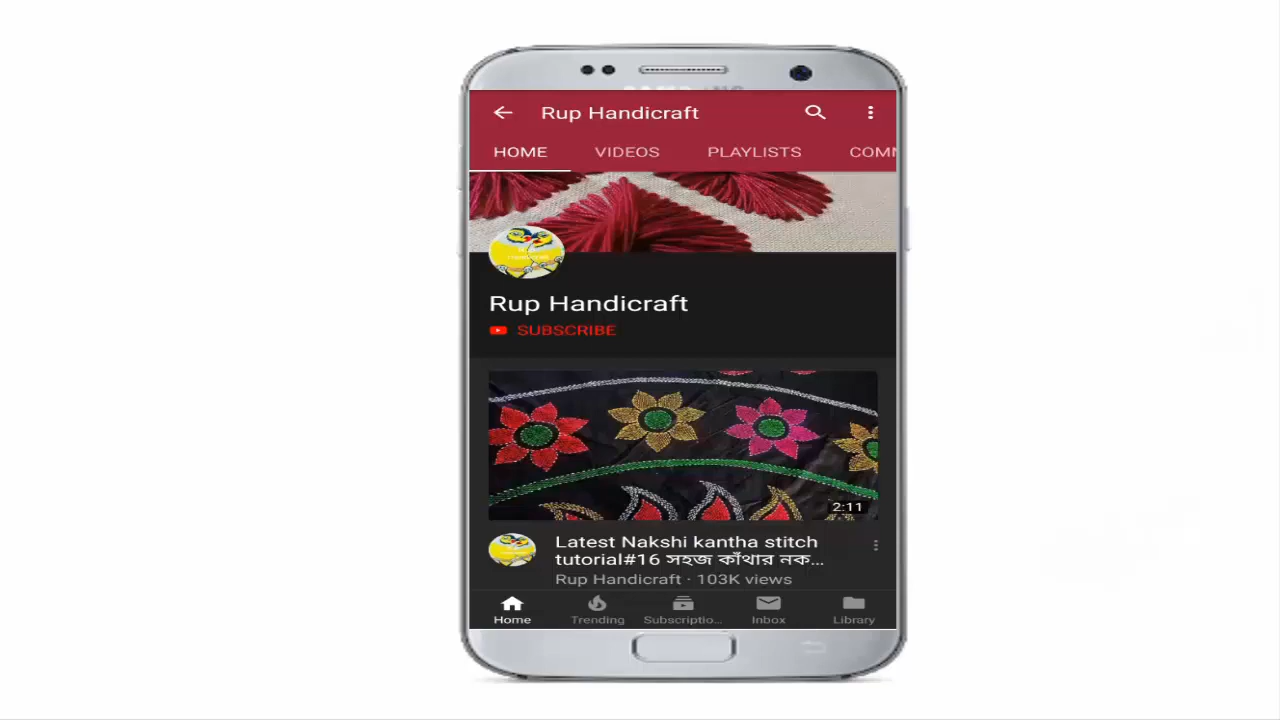 Rup Handicraft
HOME VIDEOS PLAYLISTS COMM
Rup Handicraft
SUBSCRIBE
2:11
Latest Nakshi kantha stitch
tutorial#16 সহজ কাঁথার নক...
Rup Handicraft · 103K views
Home Trending Subscriptio... Inbox Library